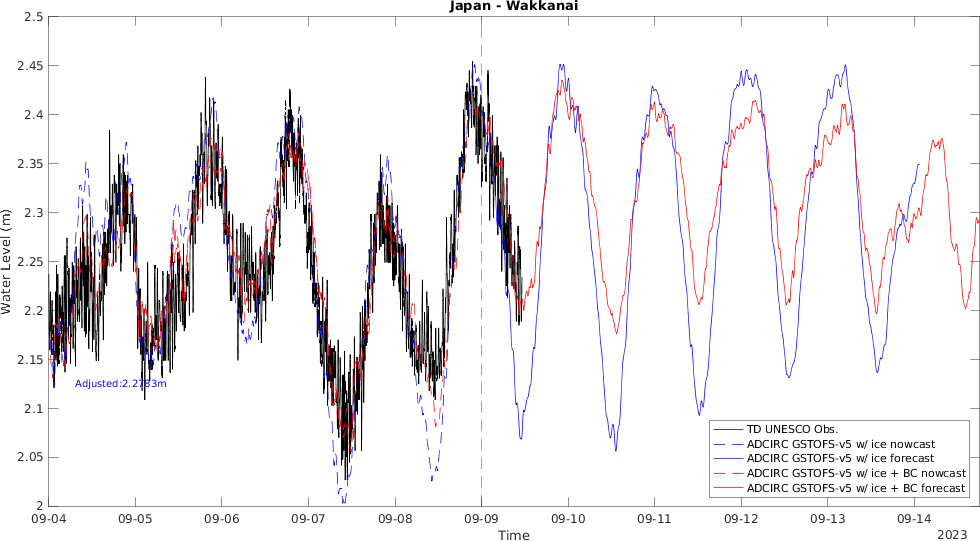 Japan - Wakkanai
Water Level (m)
2.5
2.45
2.4
2.35
2.3
2.25
2.2
2.15
2.1
2.05
2
Adjusted:2.2783m
TD UNESCO Obs.
ADCIRC GSTOFS-v5 w/ ice nowcast
ADCIRC GSTOFS-v5 w/ ice forecast
ADCIRC GSTOFS-v5 w/ ice + BC nowcast
ADCIRC GSTOFS-v5 w/ ice + BC forecast
09-04 09-05 09-06 09-07 09-08 09-09 09-10 09-11 09-12 09-13 09-14
Time
2023